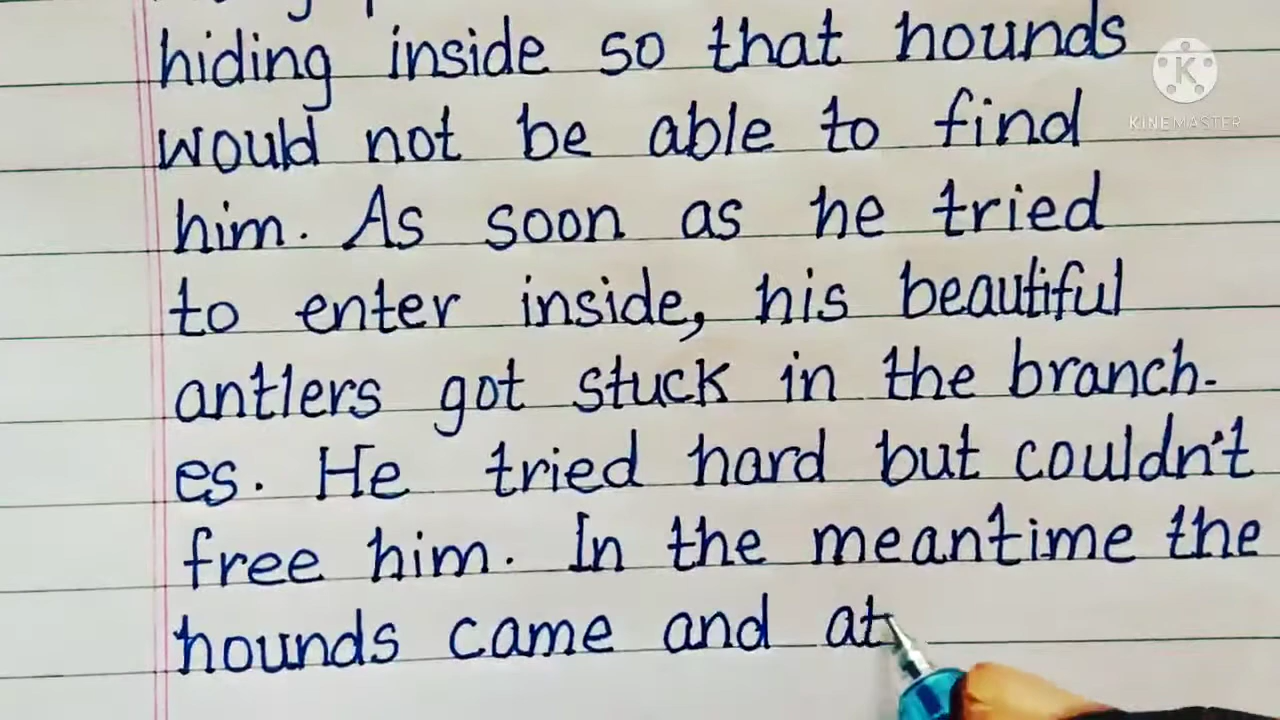 hiding inside so that hounds
would not be able to find
him. As soon as he tried
to enter inside, his beautiful
antlers got stuck in the branch-
es. He tried hard but couldn't
free him. In the meantime the
hounds came and at
K
KINEMASTER